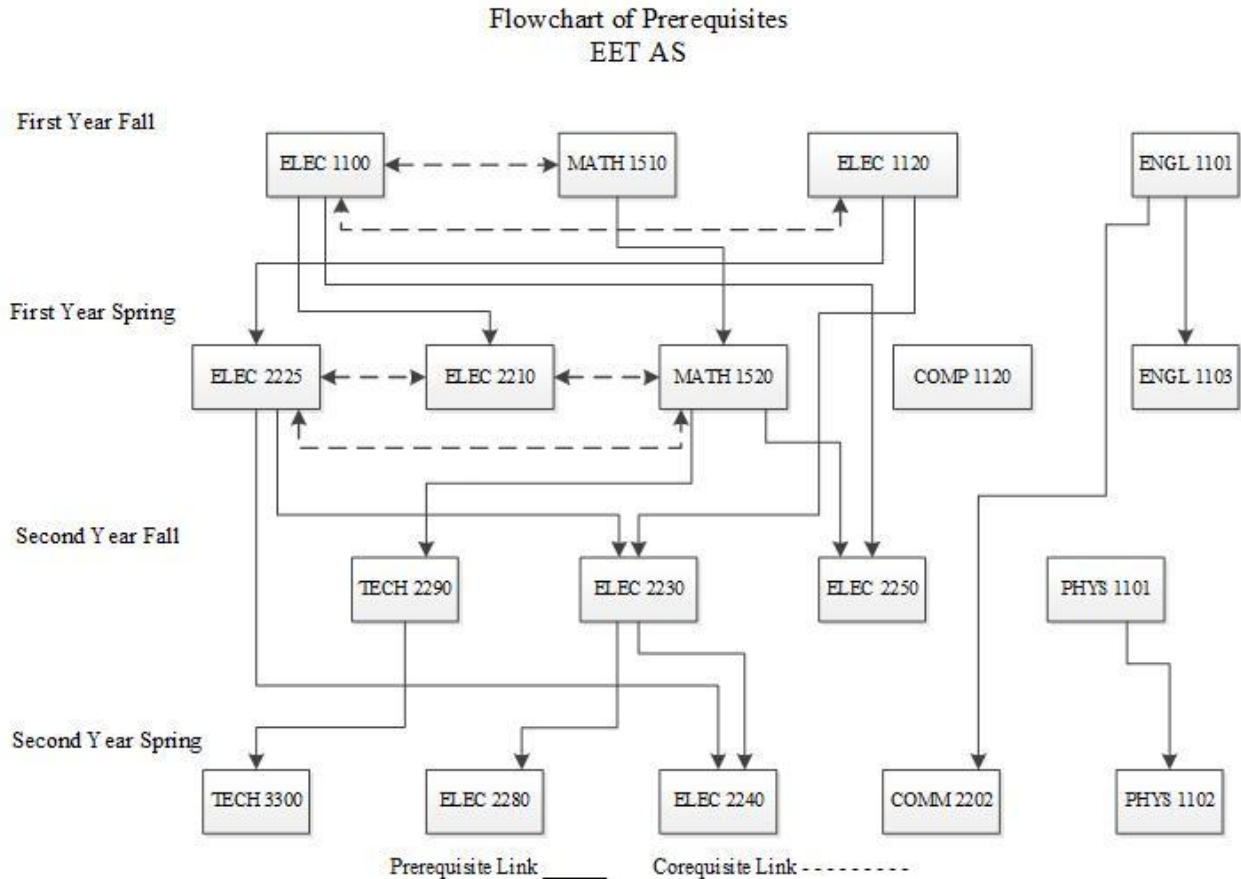 Flowchart of Prerequisites
EET AS
First Year Fall
ELEC 1100
MATH 1510
ELEC 1120
ENGL 1101
First Year Spring
ELEC 2225
ELEC 2210
MATH 1520
COMP 1120
ENGL 1103
Second Year Fall
TECH 2290
ELEC 2230
ELEC 2250
PHYS 1101
Second Year Spring
TECH 3300
ELEC 2280
ELEC 2240
COMM 2202
PHYS 1102
Prerequisite Link ______ Corequisite Link - - - - - - - - -